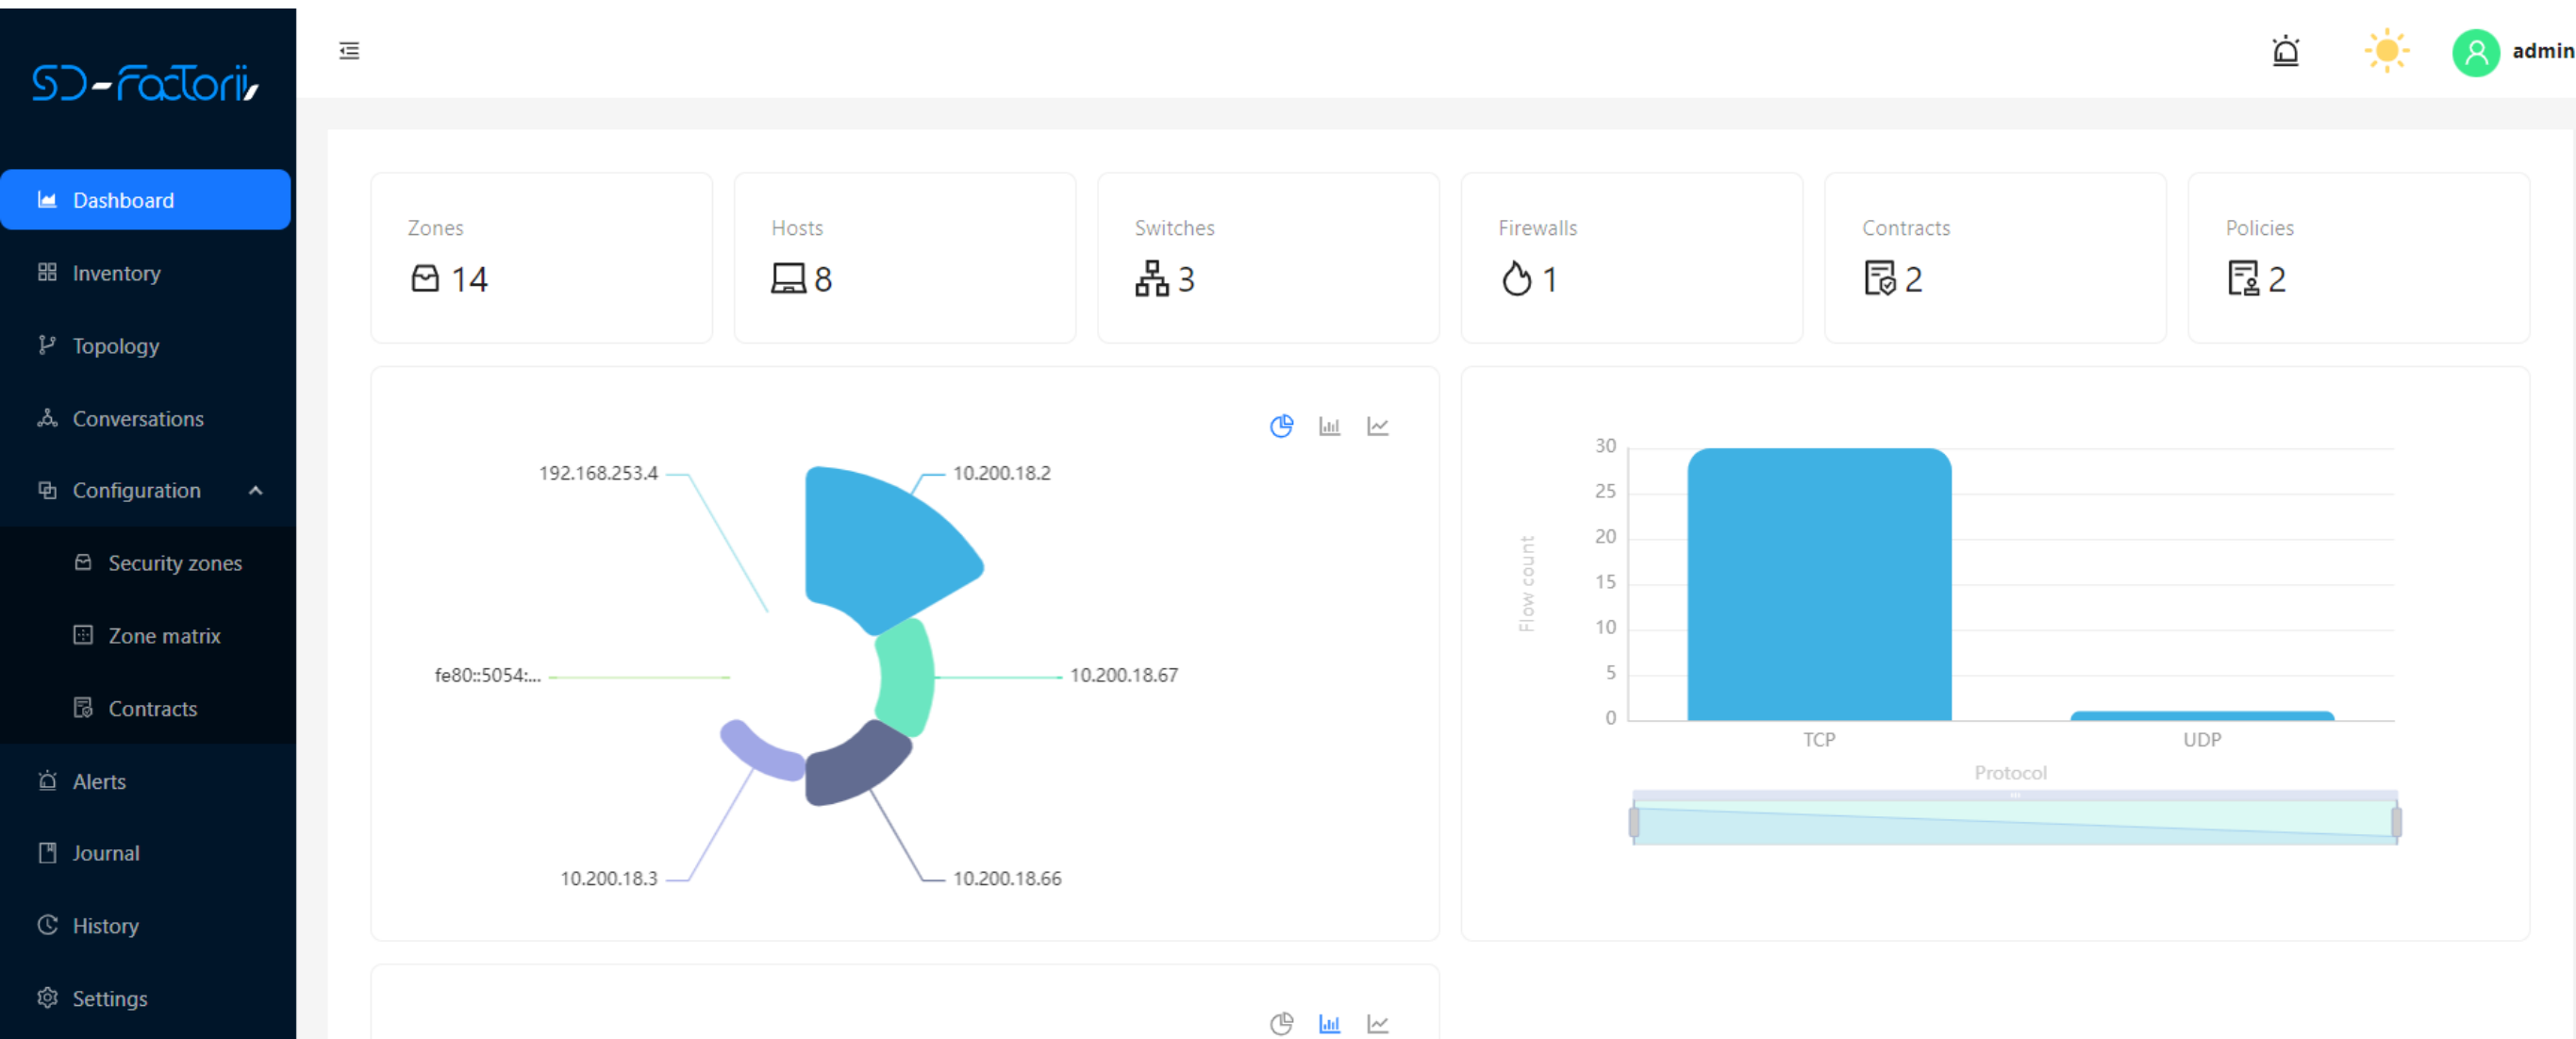 SD-Factorii
admin
Dashboard
Inventory
Topology
Conversations
Configuration
Security zones
Zone matrix
Contracts
Alerts
Journal
History
Settings
Zones
14
Hosts
8
Switches
3
Firewalls
1
Contracts
2
Policies
2
192.168.253.4
10.200.18.2
fe80::5054:...
10.200.18.67
10.200.18.3
10.200.18.66
Flow count
30
25
20
15
10
5
0
TCP
UDP
Protocol